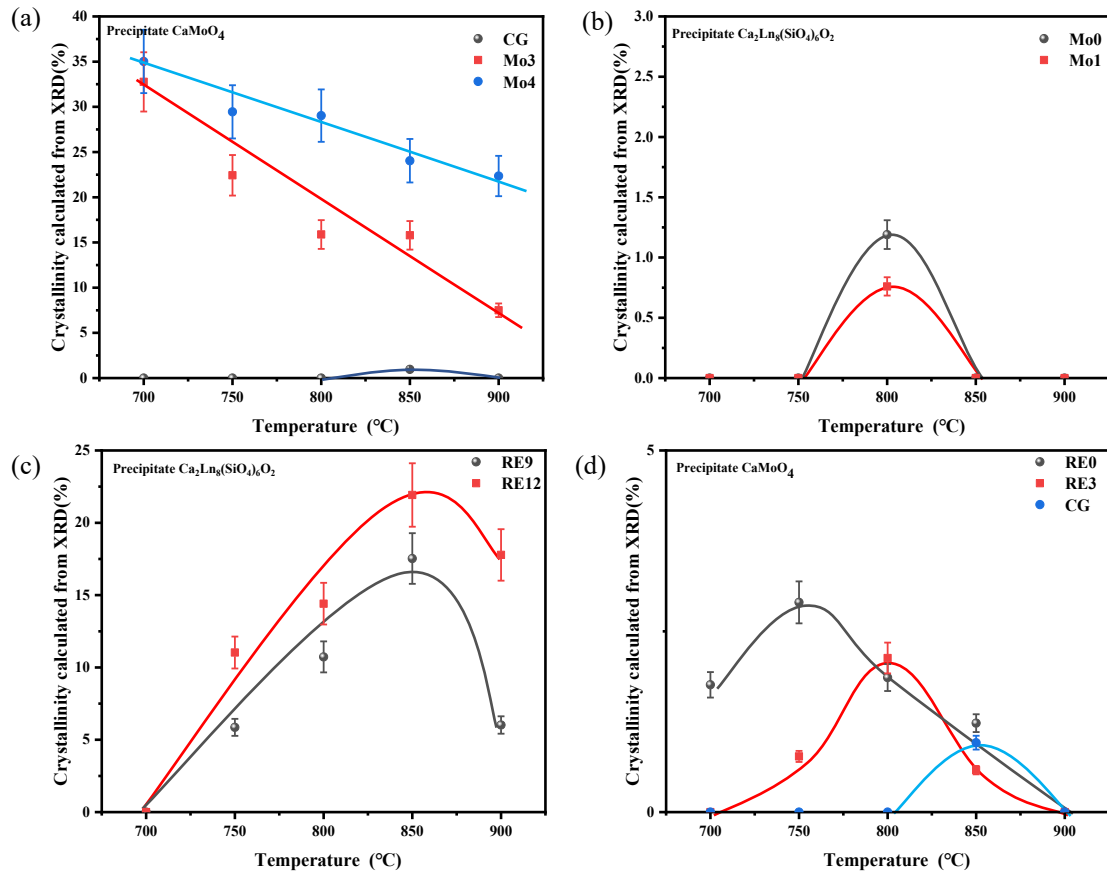 (a)
Precipitate CaMoO₄
CG
Mo3
Mo4
Crystallinity calculated from XRD(%)
40
35
30
25
20
15
10
5
0
700 750 800 850 900
Temperature (℃)
(b)
Precipitate Ca₂Ln₈(SiO₄)₆O₂
Mo0
Mo1
Crystallinity calculated from XRD(%)
3.0
2.5
1.8
1.2
0.5
0.0
700 750 800 850 900
Temperature (℃)
(c)
Precipitate Ca₂Ln₈(SiO₄)₆O₂
RE9
RE12
Crystallinity calculated from XRD(%)
25
20
15
10
5
0
700 750 800 850 900
Temperature (℃)
(d)
Precipitate CaMoO₄
RE0
RE3
CG
Crystallinity calculated from XRD(%)
5
0
700 750 800 850 900
Temperature (℃)